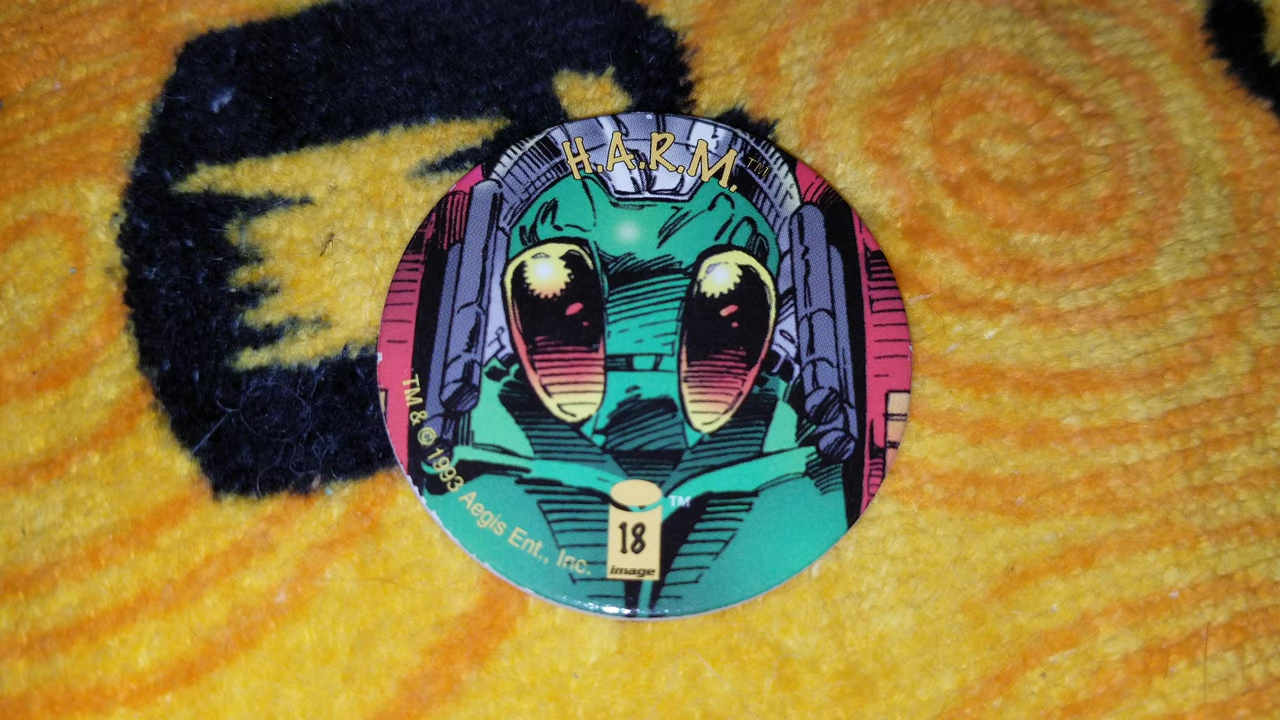 H.A.R.M.™
TM & © 1993 Aegis Ent., Inc.
™
18
image